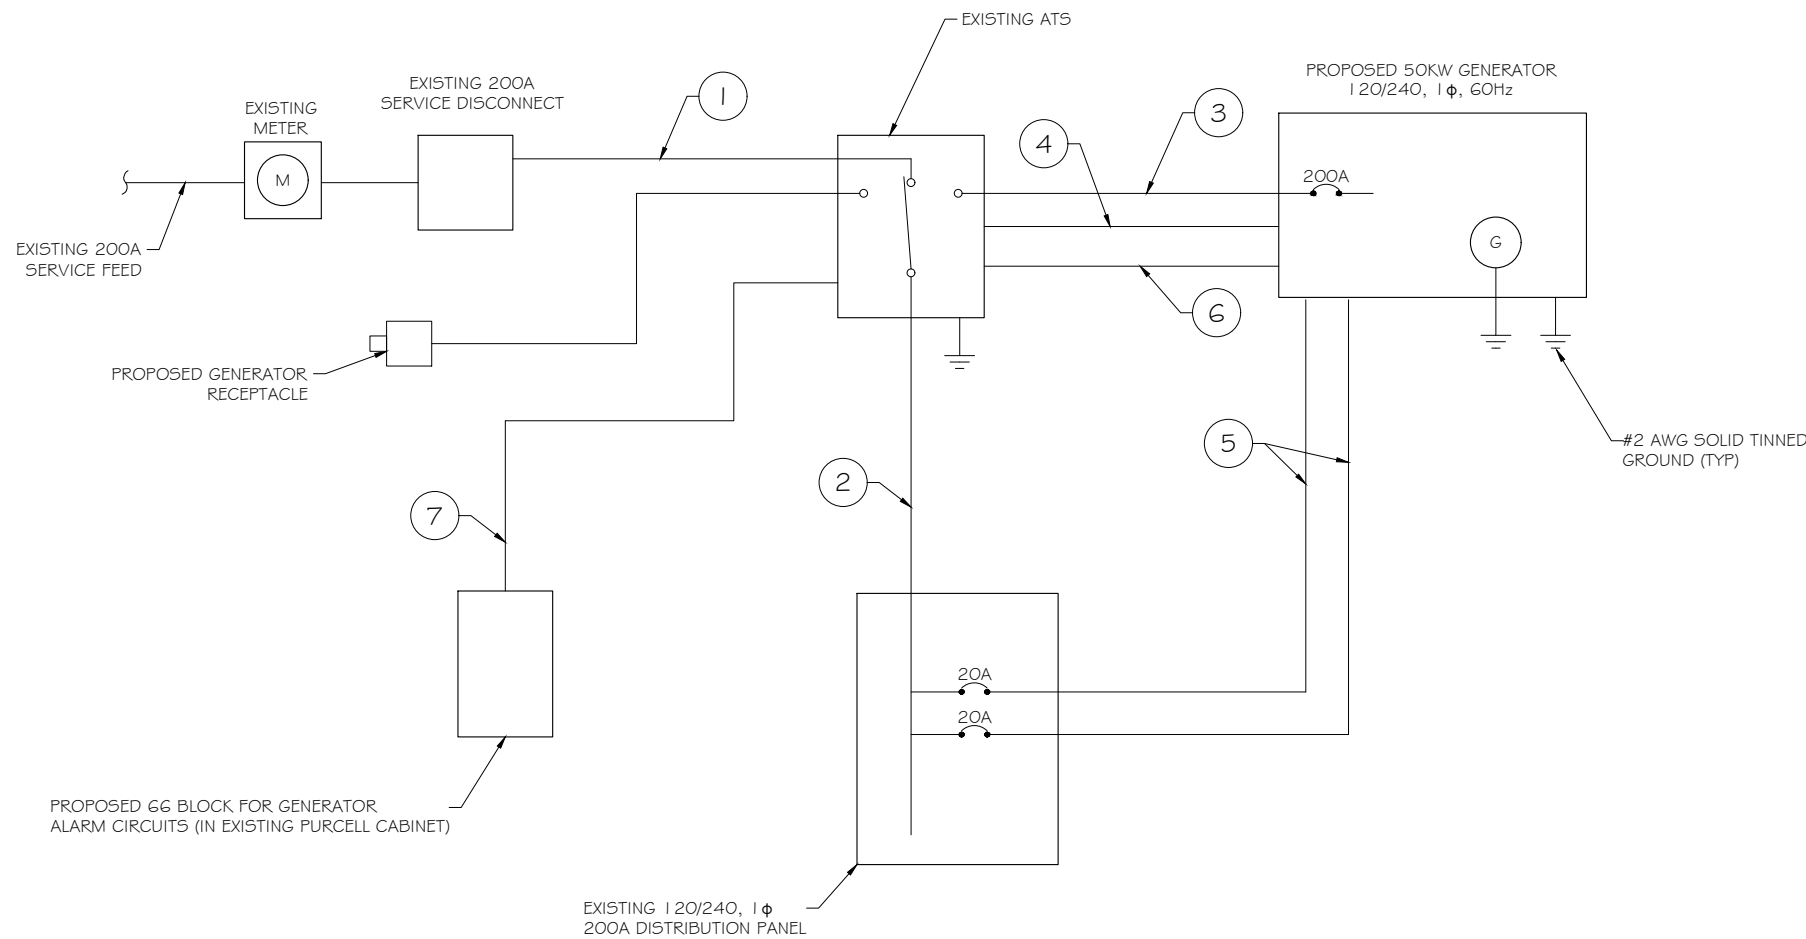 EXISTING ATS
EXISTING 200A
SERVICE DISCONNECT
1
PROPOSED 50KW GENERATOR
120/240, 1ϕ, 60Hz
EXISTING
METER
M
3
4
200A
G
EXISTING 200A
SERVICE FEED
6
PROPOSED GENERATOR
RECEPTACLE
#2 AWG SOLID TINNED
GROUND (TYP)
5
2
7
20A
20A
PROPOSED 66 BLOCK FOR GENERATOR
ALARM CIRCUITS (IN EXISTING PURCELL CABINET)
EXISTING 120/240, 1ϕ
200A DISTRIBUTION PANEL